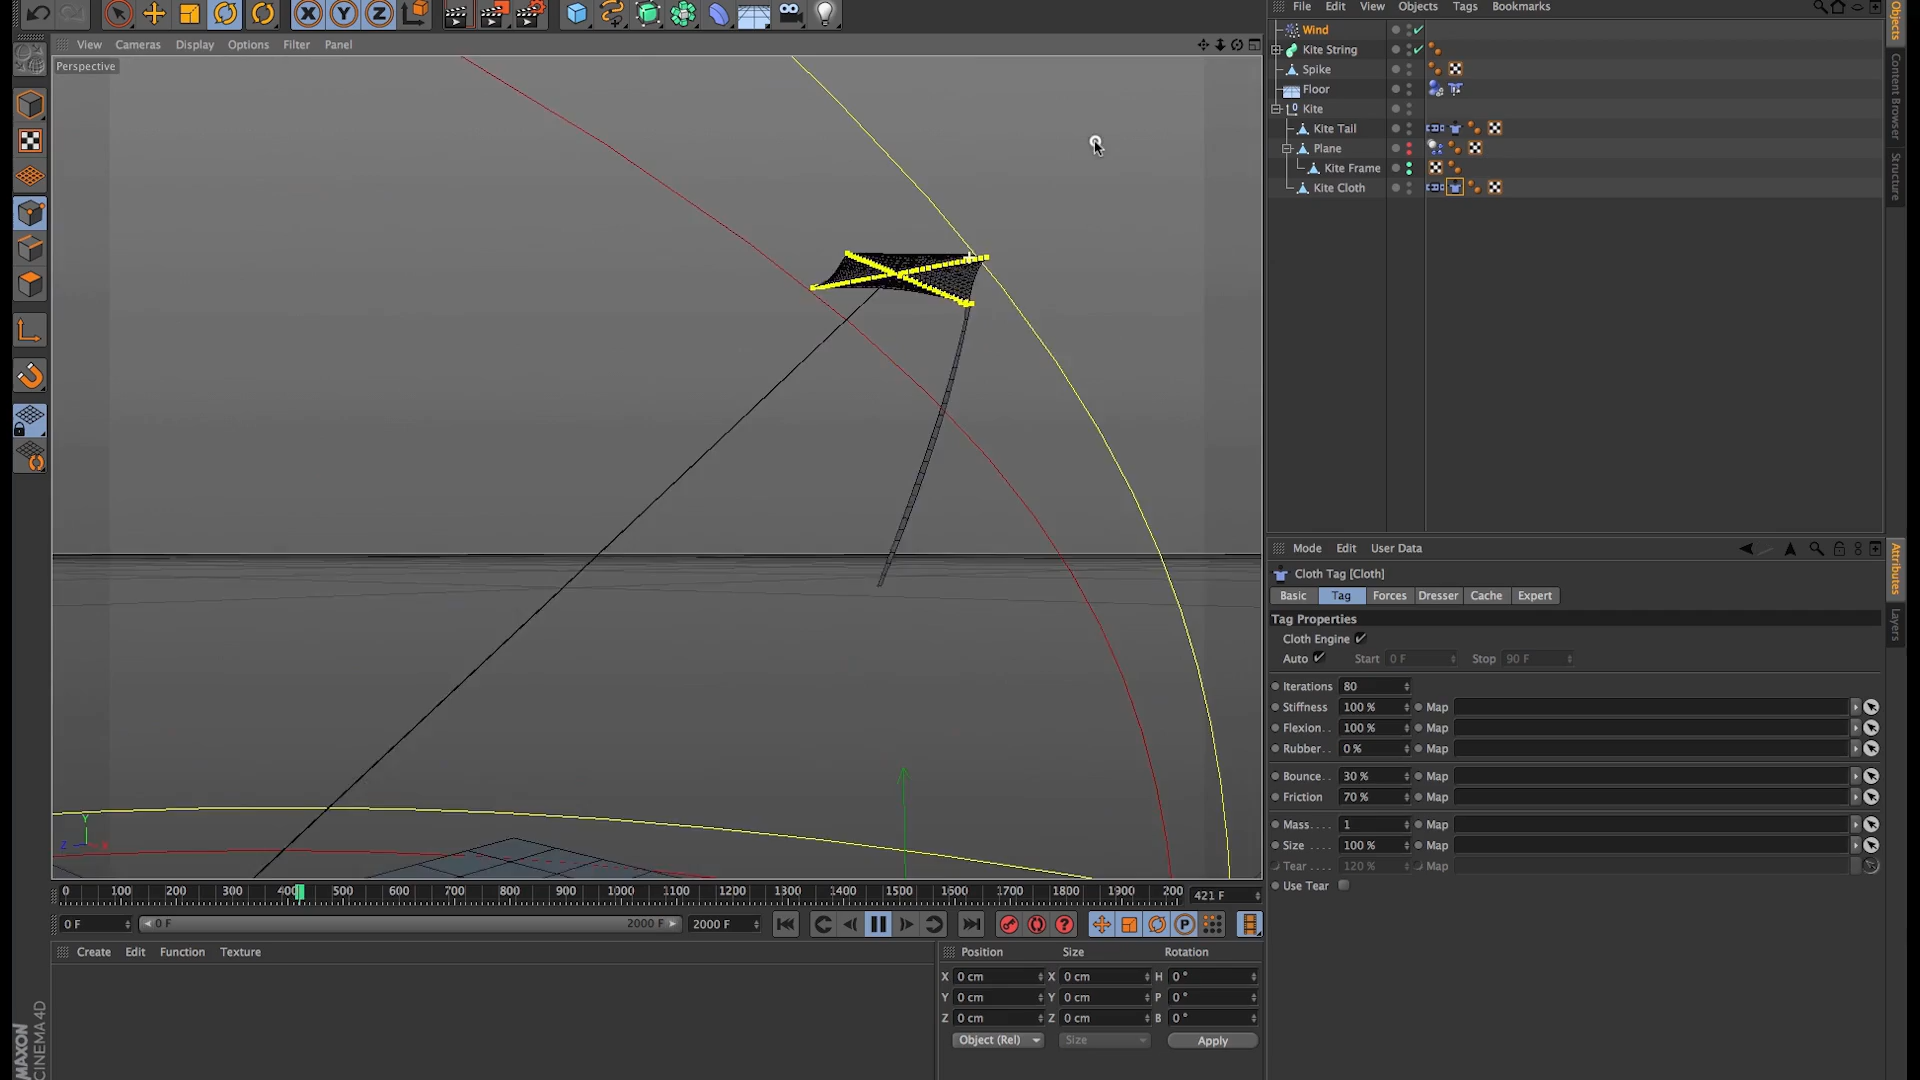 File Edit View Objects Tags Bookmarks
View Cameras Display Options Filter Panel
Perspective
Wind
Kite String
Spike
Floor
Kite
Kite Tail
Plane
Kite Frame
Kite Cloth
Objects
Content Browser
Structure
Mode Edit User Data
Cloth Tag [Cloth]
Basic Tag Forces Dresser Cache Expert
Tag Properties
Cloth Engine
Auto Start 0 F Stop 90 F
Iterations 80
Stiffness 100 % Map
Flexion.. 100 % Map
Rubber.. 0 % Map
Bounce.. 30 % Map
Friction 70 % Map
Mass.... 1 Map
Size .... 100 % Map
Tear .... 120 % Map
Use Tear
Attributes
Layers
Y
Z X
0 100 200 300 400 500 600 700 800 900 1000 1100 1200 1300 1400 1500 1600 1700 1800 1900 200 421 F
0 F 0 F 2000 F 2000 F
Create Edit Function Texture
Position Size Rotation
X 0 cm X 0 cm H 0 °
Y 0 cm Y 0 cm P 0 °
Z 0 cm Z 0 cm B 0 °
Object (Rel) Size Apply
MAXON
CINEMA 4D